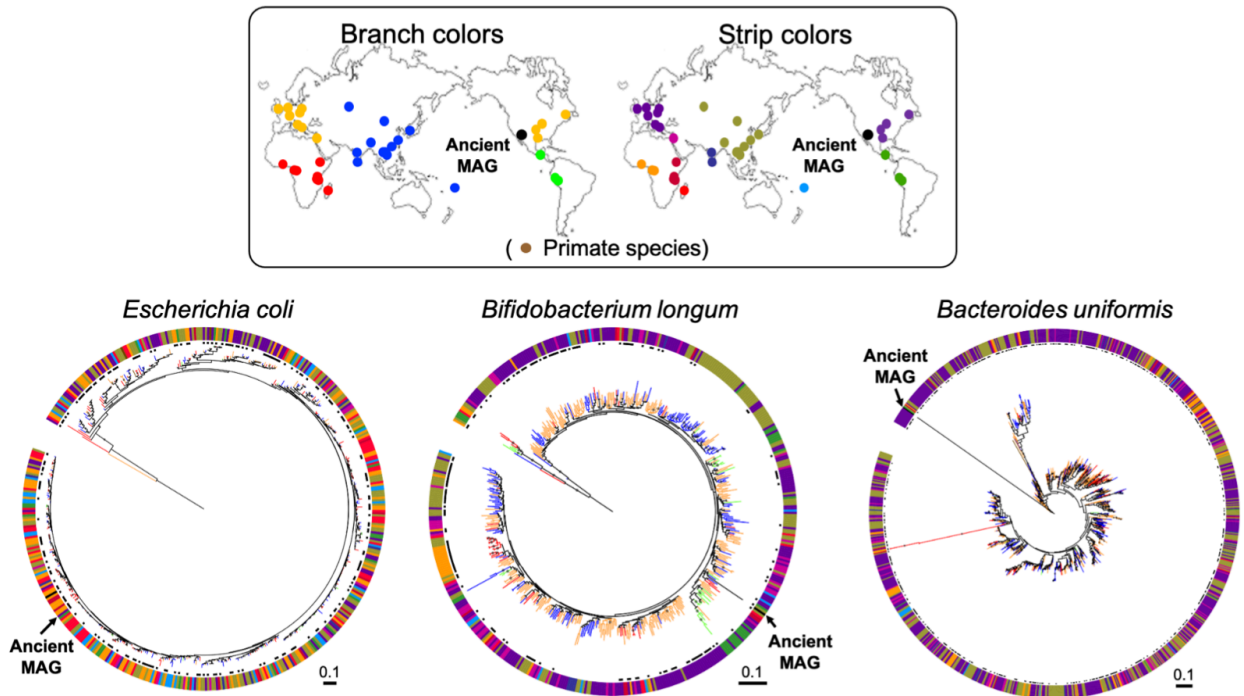 Branch colors
Strip colors
Ancient
MAG
Ancient
MAG
( Primate species)
Escherichia coli
Bifidobacterium longum
Bacteroides uniformis
Ancient
MAG
Ancient
MAG
Ancient
MAG
0.1
0.1
0.1